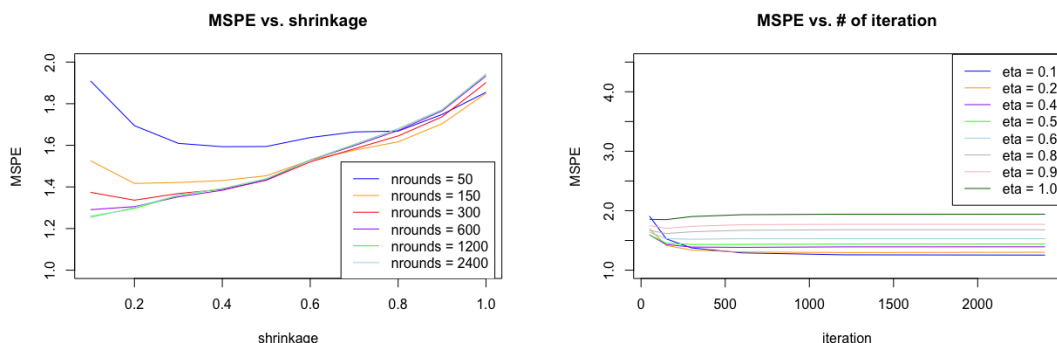 MSPE vs. shrinkage
MSPE
2.0
1.8
1.6
1.4
1.2
1.0
nrounds = 50
nrounds = 150
nrounds = 300
nrounds = 600
nrounds = 1200
nrounds = 2400
0.2 0.4 0.6 0.8 1.0
shrinkage
MSPE vs. # of iteration
MSPE
4.0
3.0
2.0
1.0
eta = 0.1
eta = 0.2
eta = 0.4
eta = 0.5
eta = 0.6
eta = 0.8
eta = 0.9
eta = 1.0
0 500 1000 1500 2000
iteration